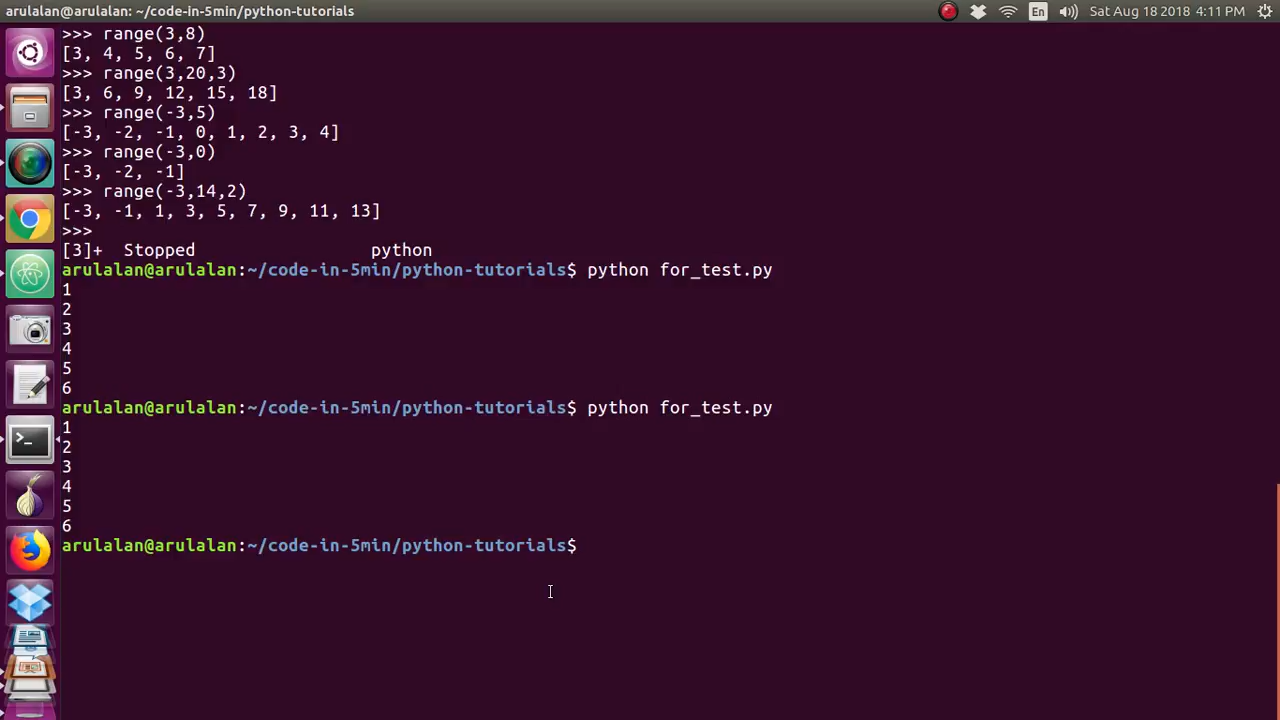 arulalan@arulalan: ~/code-in-5min/python-tutorials
En
Sat Aug 18 2018 4:11 PM
>>> range(3,8)
[3, 4, 5, 6, 7]
>>> range(3,20,3)
[3, 6, 9, 12, 15, 18]
>>> range(-3,5)
[-3, -2, -1, 0, 1, 2, 3, 4]
>>> range(-3,0)
[-3, -2, -1]
>>> range(-3,14,2)
[-3, -1, 1, 3, 5, 7, 9, 11, 13]
>>>
[3]+  Stopped                 python
arulalan@arulalan:~/code-in-5min/python-tutorials$ python for_test.py
1
2
3
4
5
6
arulalan@arulalan:~/code-in-5min/python-tutorials$ python for_test.py
1
2
3
4
5
6
arulalan@arulalan:~/code-in-5min/python-tutorials$